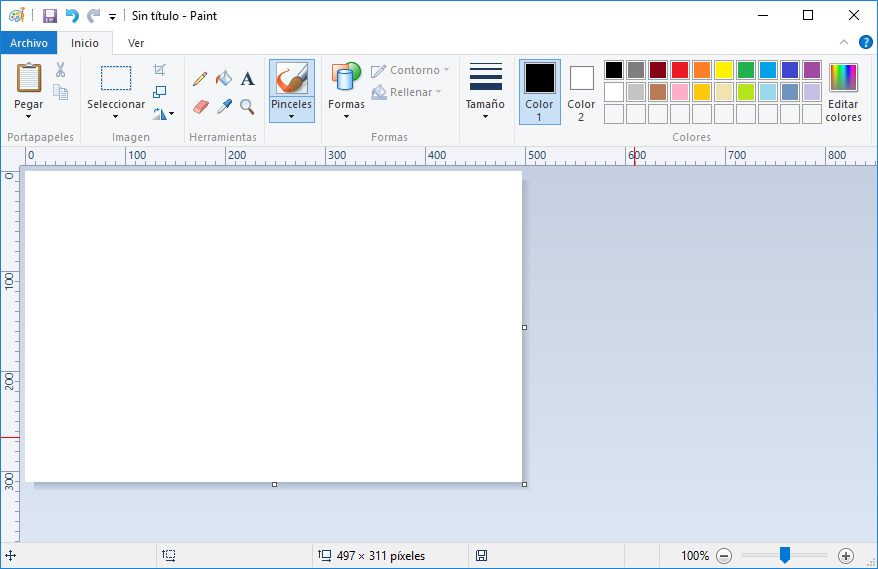 Sin título - Paint
Archivo Inicio Ver
Pegar
Portapapeles
Seleccionar
Imagen
A
Herramientas
Pinceles
Formas
Contorno
Rellenar
Formas
Tamaño
Color 1
Color 2
Editar colores
Colores
0 100 200 300 400 500 600 700 800
0
100
200
300
497 × 311 píxeles
100%